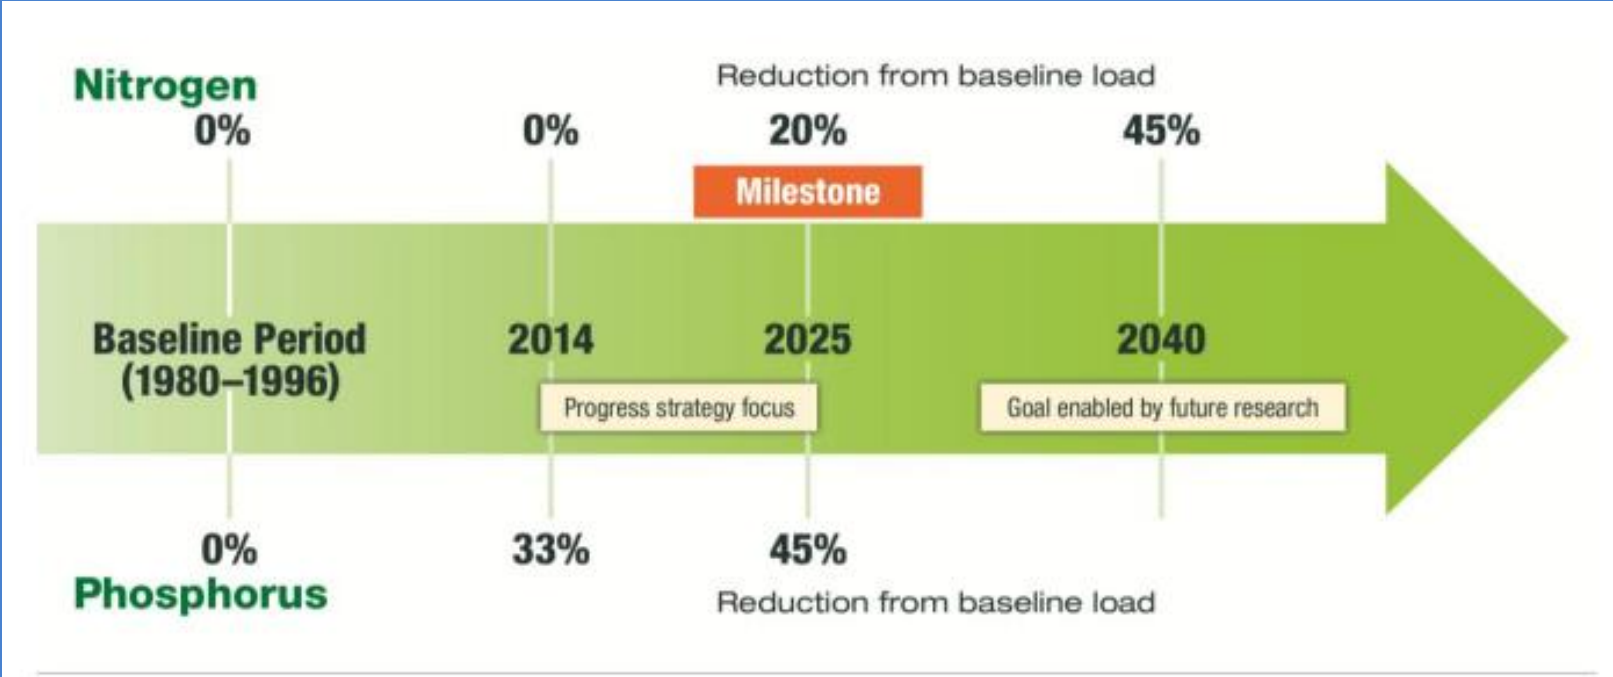 Nitrogen
Reduction from baseline load
0% 0% 20% 45%
Milestone
Baseline Period 2014 2025 2040
(1980–1996)
Progress strategy focus Goal enabled by future research
0% 33% 45%
Phosphorus
Reduction from baseline load